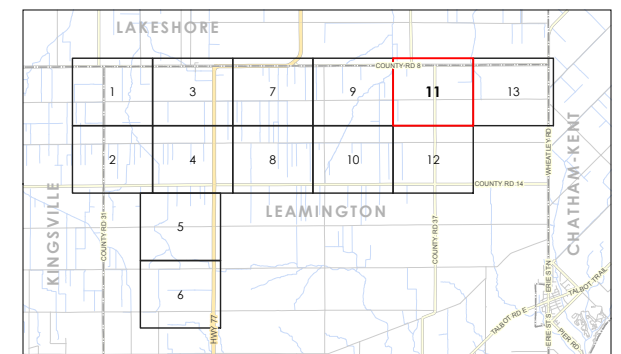 LAKESHORE
COUNTY RD 8
1 3 7 9 11 13
2 4 8 10 12
COUNTY RD 14
WHEATLEY RD
CHATHAM-KENT
KINGSVILLE
COUNTY RD 31
5
LEAMINGTON
COUNTY RD 37
6
HWY 77
ERIE ST N
TALBOT TRAIL
TALBOT RD E
ERIE ST S
PIER RD